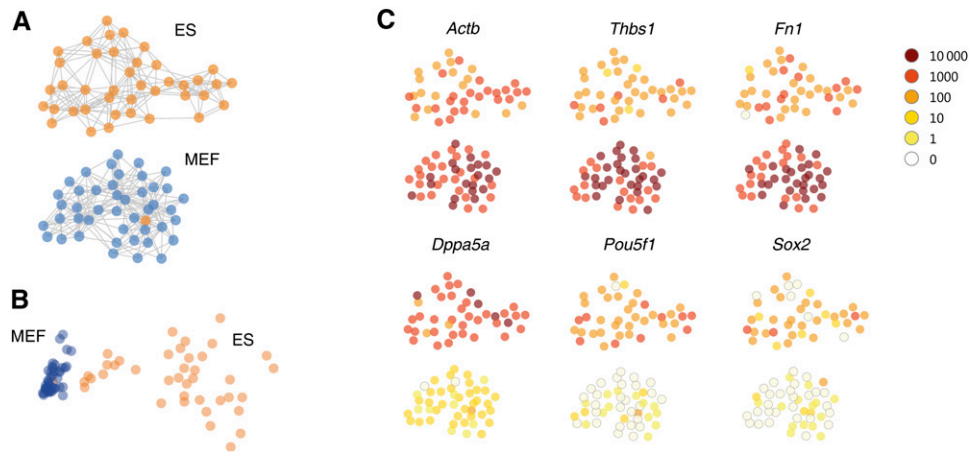 A
ES
MEF
B
MEF
ES
C
Actb
Thbs1
Fn1
10 000
1000
100
10
1
0
Dppa5a
Pou5f1
Sox2